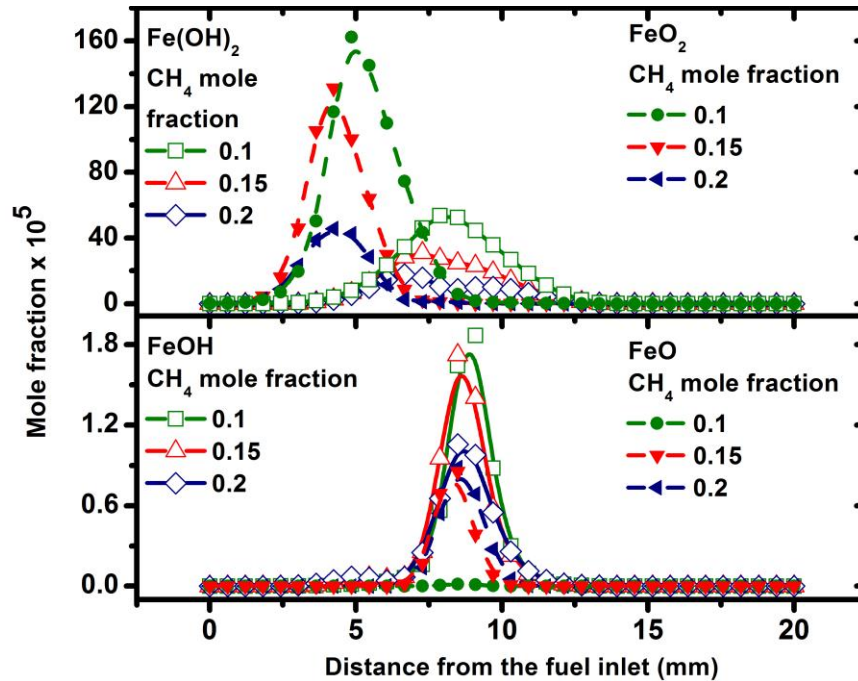 Mole fraction x 10⁵
160
120
80
40
0
Fe(OH)₂
CH₄ mole
fraction
0.1
0.15
0.2
FeO₂
CH₄ mole fraction
0.1
0.15
0.2
1.8
1.2
0.6
0.0
FeOH
CH₄ mole fraction
0.1
0.15
0.2
FeO
CH₄ mole fraction
0.1
0.15
0.2
0 5 10 15 20
Distance from the fuel inlet (mm)